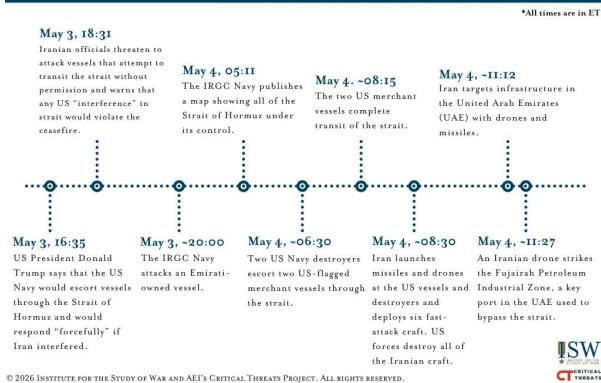 *All times are in ET
May 3, 18:31
Iranian officials threaten to
attack vessels that attempt to
transit the strait without
permission and warns that
any US “interference” in
strait would violate the
ceasefire.
May 4, 05:11
The IRGC Navy publishes
a map showing all of the
Strait of Hormuz under
its control.
May 4. ~08:15
The two US merchant
vessels complete
transit of the strait.
May 4, ~11:12
Iran targets infrastructure in
the United Arab Emirates
(UAE) with drones and
missiles.
May 3, 16:35
US President Donald
Trump says that the US
Navy would escort vessels
through the Strait of
Hormuz and would
respond “forcefully” if
Iran interfered.
May 3, ~20:00
The IRGC Navy
attacks an Emirati-
owned vessel.
May 4, ~06:30
Two US Navy destroyers
escort two US-flagged
merchant vessels through
the strait.
May 4, ~08:30
Iran launches
missiles and drones
at the US vessels and
destroyers and
deploys six fast-
attack craft. US
forces destroy all of
the Iranian craft.
May 4, ~11:27
An Iranian drone strikes
the Fujairah Petroleum
Industrial Zone, a key
port in the UAE used to
bypass the strait.
ISW
CT CRITICAL
THREATS
© 2026 Institute for the Study of War and AEI's Critical Threats Project. All rights reserved.